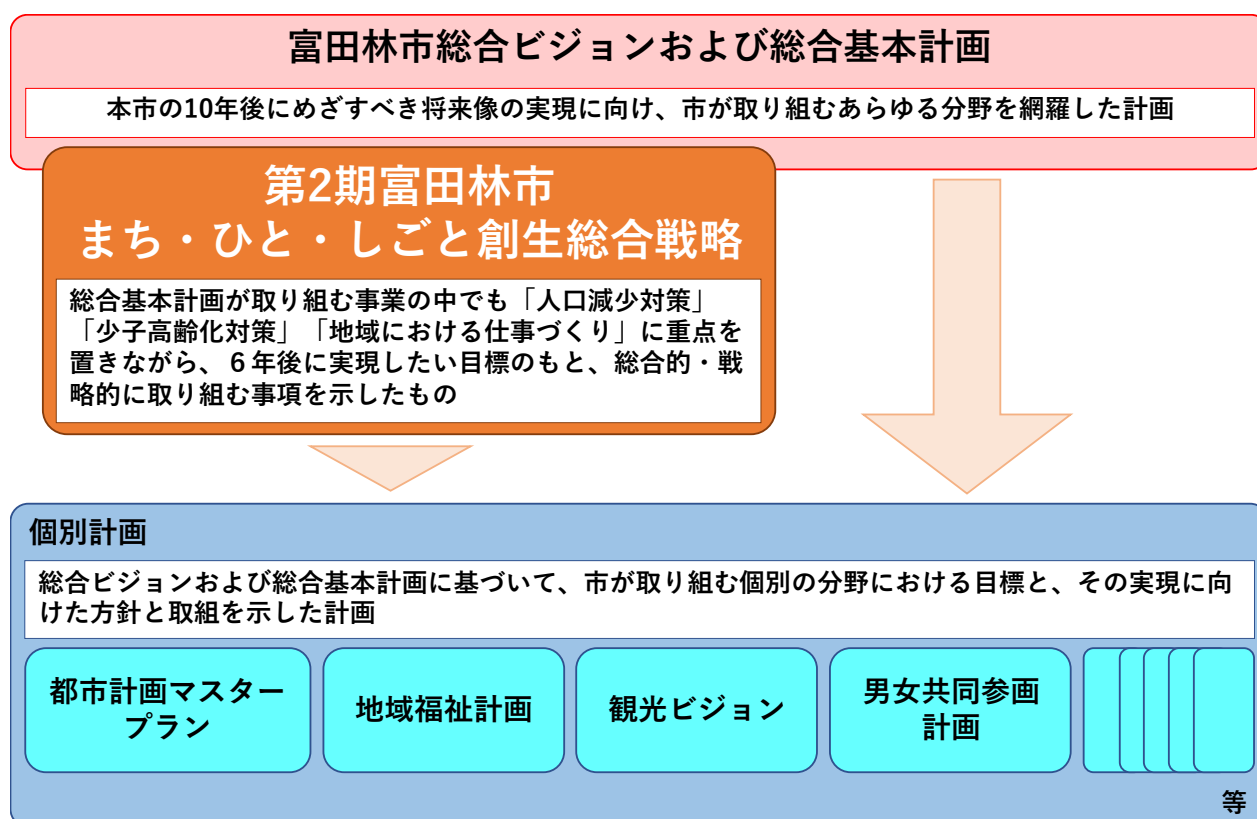 富田林市総合ビジョンおよび総合基本計画
本市の10年後にめざすべき将来像の実現に向け、市が取り組むあらゆる分野を網羅した計画
第2期富田林市
まち・ひと・しごと創生総合戦略
総合基本計画が取り組む事業の中でも「人口減少対策」
「少子高齢化対策」「地域における仕事づくり」に重点を
置きながら、６年後に実現したい目標のもと、総合的・戦
略的に取り組む事項を示したもの
個別計画
総合ビジョンおよび総合基本計画に基づいて、市が取り組む個別の分野における目標と、その実現に向
けた方針と取組を示した計画
都市計画マスター
プラン
地域福祉計画
観光ビジョン
男女共同参画
計画
等